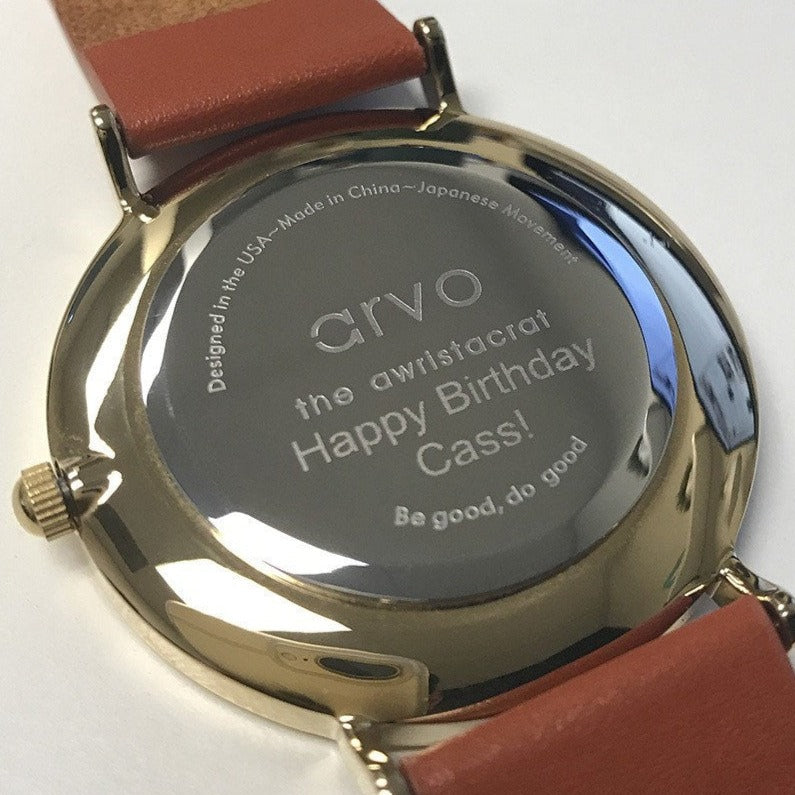 Designed in the USA~Made in China~Japanese Movement
arvo
the awristacrat
Happy Birthday
Cass!
Be good, do good